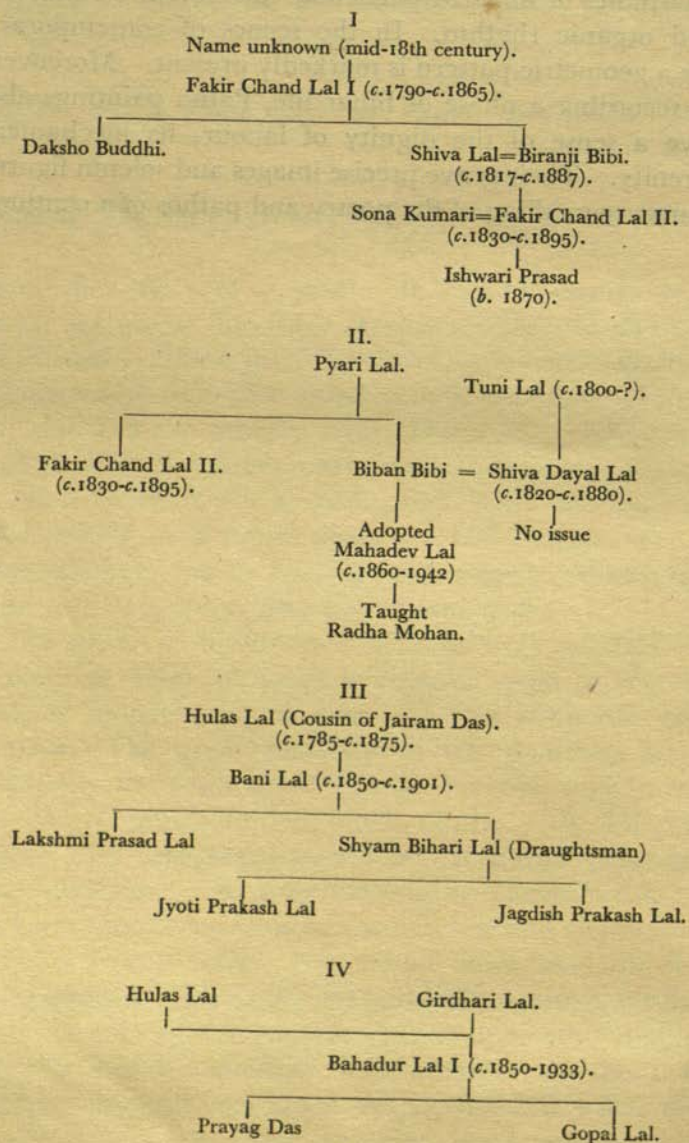 I
Name unknown (mid-18th century).
Fakir Chand Lal I (c.1790-c.1865).
Daksho Buddhi.
Shiva Lal=Biranji Bibi.
(c.1817-c.1887).
Sona Kumari=Fakir Chand Lal II.
(c.1830-c.1895).
Ishwari Prasad
(b. 1870).
II.
Pyari Lal.
Tuni Lal (c.1800-?).
Fakir Chand Lal II.
(c.1830-c.1895).
Biban Bibi = Shiva Dayal Lal
(c.1820-c.1880).
No issue
Adopted
Mahadev Lal
(c.1860-1942)
Taught
Radha Mohan.
III
Hulas Lal (Cousin of Jairam Das).
(c.1785-c.1875).
Bani Lal (c.1850-c.1901).
Lakshmi Prasad Lal
Shyam Bihari Lal (Draughtsman)
Jyoti Prakash Lal
Jagdish Prakash Lal.
IV
Hulas Lal
Girdhari Lal.
Bahadur Lal I (c.1850-1933).
Prayag Das
Gopal Lal.